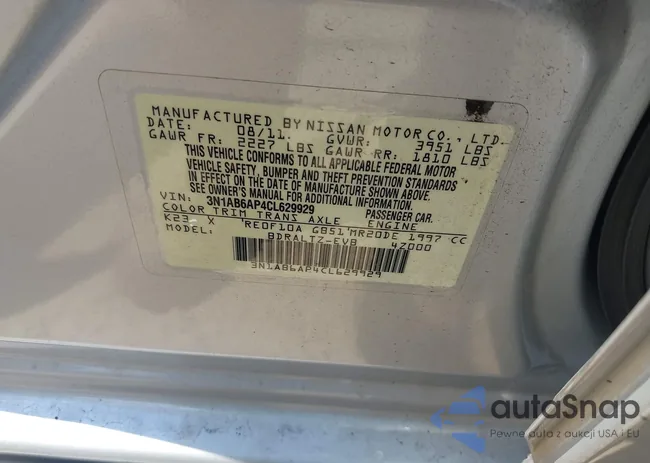 MANUFACTURED BY NISSAN MOTOR CO., LTD.
DATE: 08/11. GVWR: 3951 LBS
GAWR FR: 2227 LBS GAWR RR: 1810 LBS
THIS VEHICLE CONFORMS TO ALL APPLICABLE FEDERAL MOTOR
VEHICLE SAFETY, BUMPER AND THEFT PREVENTION STANDARDS
IN EFFECT ON THE DATE OF MANUFACTURE SHOWN ABOVE.
SEE OWNER'S MANUAL FOR ADDITIONAL INFORMATION.
VIN: 3N1AB6AP4CL629929 PASSENGER CAR
COLOR TRIM TRANS AXLE ENGINE
K23 X RE0F10A GB51 MR20DE 1997 CC
MODEL BDRALTZ-EVB 4Z000
3N1AB6AP4CL629929
autoSnap
Pewne auta z aukcji USA i EU